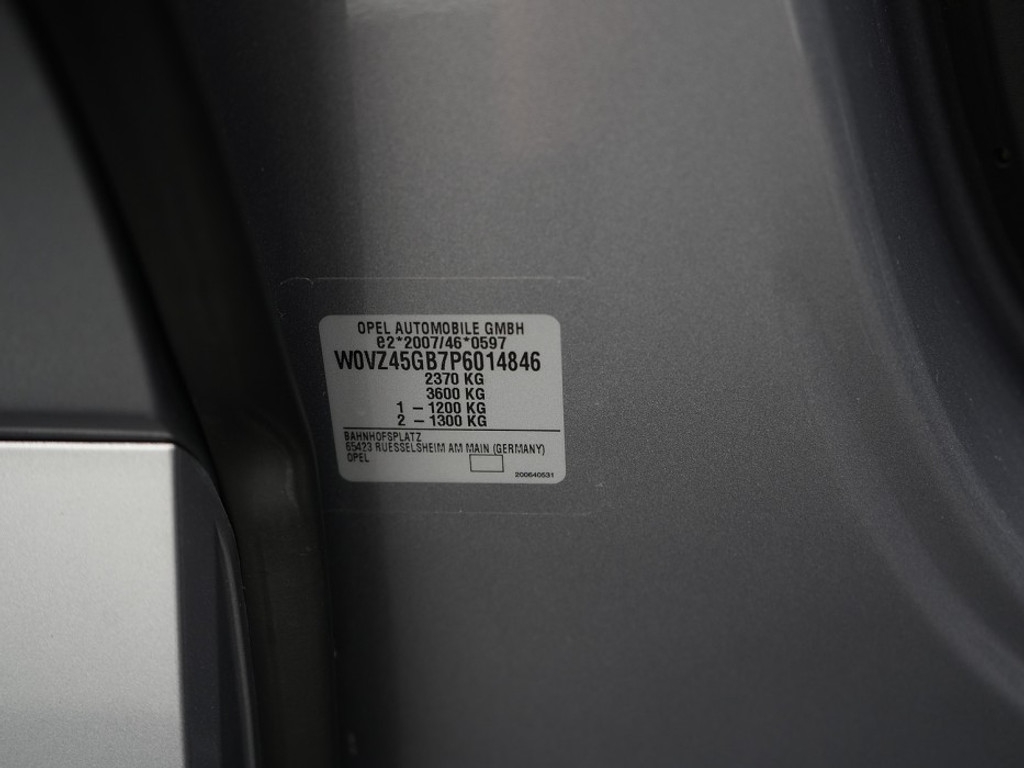 OPEL AUTOMOBILE GMBH
e2*2007/46*0597
W0VZ45GB7P6014846
2370 KG
3600 KG
1 – 1200 KG
2 – 1300 KG
BAHNHOFSPLATZ
65423 RUESSELSHEIM AM MAIN (GERMANY)
OPEL
200640531